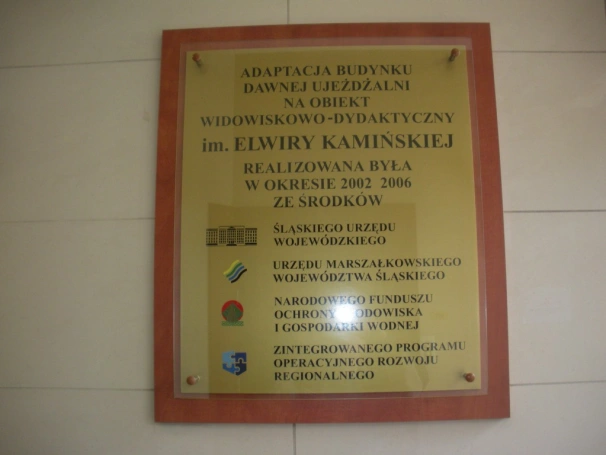 ADAPTACJA BUDYNKU
DAWNEJ UJEŻDŻALNI
NA OBIEKT
WIDOWISKOWO-DYDAKTYCZNY
im. ELWIRY KAMIŃSKIEJ
REALIZOWANA BYŁA
W OKRESIE 2002 2006
ZE ŚRODKÓW
ŚLĄSKIEGO URZĘDU
WOJEWÓDZKIEGO
URZĘDU MARSZAŁKOWSKIEGO
WOJEWÓDZTWA ŚLĄSKIEGO
NARODOWEGO FUNDUSZU
OCHRONY ŚRODOWISKA
I GOSPODARKI WODNEJ
ZINTEGROWANEGO PROGRAMU
OPERACYJNEGO ROZWOJU
REGIONALNEGO